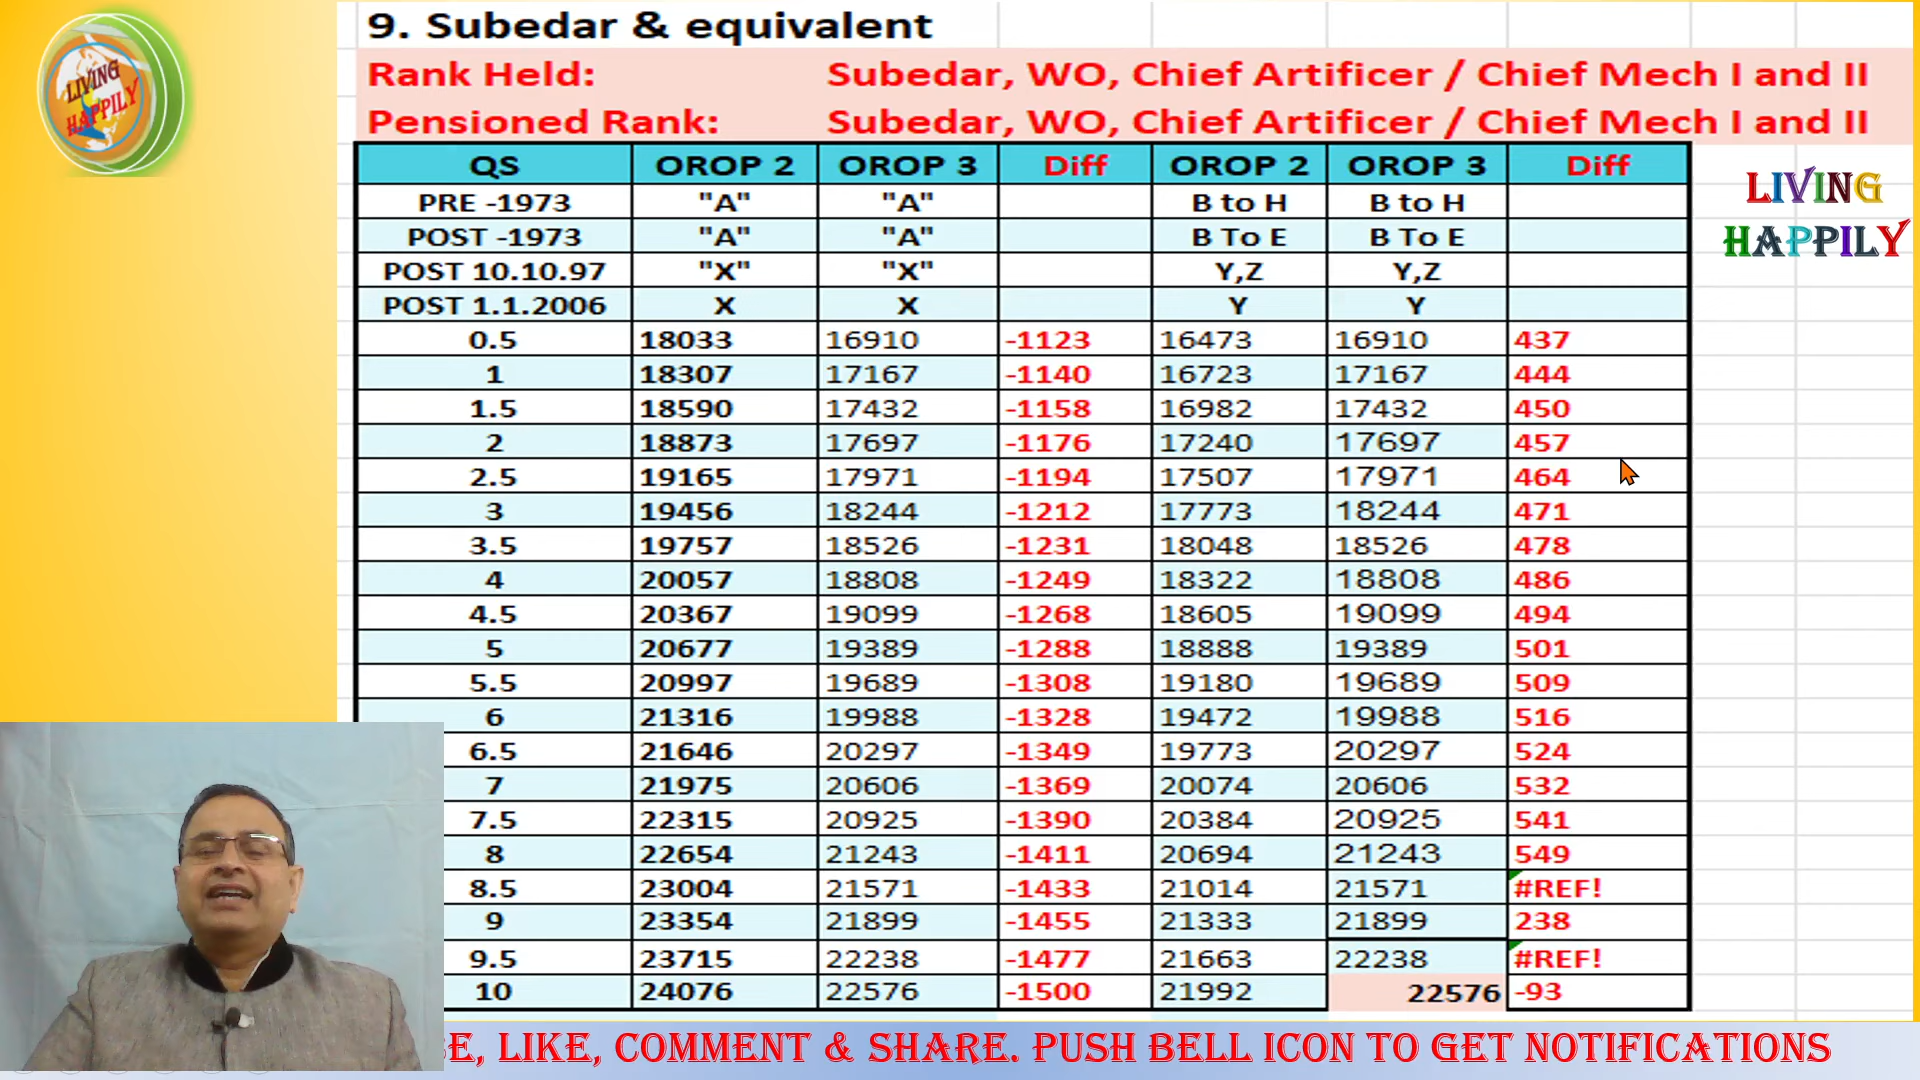 9. Subedar & equivalent
LIVING HAPPILY
Rank Held: Subedar, WO, Chief Artificer / Chief Mech I and II
Pensioned Rank: Subedar, WO, Chief Artificer / Chief Mech I and II
QS OROP 2 OROP 3 Diff OROP 2 OROP 3 Diff
PRE -1973 "A" "A" B to H B to H
POST -1973 "A" "A" B To E B To E
POST 10.10.97 "X" "X" Y,Z Y,Z
POST 1.1.2006 X X Y Y
0.5 18033 16910 -1123 16473 16910 437
1 18307 17167 -1140 16723 17167 444
1.5 18590 17432 -1158 16982 17432 450
2 18873 17697 -1176 17240 17697 457
2.5 19165 17971 -1194 17507 17971 464
3 19456 18244 -1212 17773 18244 471
3.5 19757 18526 -1231 18048 18526 478
4 20057 18808 -1249 18322 18808 486
4.5 20367 19099 -1268 18605 19099 494
5 20677 19389 -1288 18888 19389 501
5.5 20997 19689 -1308 19180 19689 509
6 21316 19988 -1328 19472 19988 516
6.5 21646 20297 -1349 19773 20297 524
7 21975 20606 -1369 20074 20606 532
7.5 22315 20925 -1390 20384 20925 541
8 22654 21243 -1411 20694 21243 549
8.5 23004 21571 -1433 21014 21571 #REF!
9 23354 21899 -1455 21333 21899 238
9.5 23715 22238 -1477 21663 22238 #REF!
10 24076 22576 -1500 21992 22576 -93
LIVING
HAPPILY
BE, LIKE, COMMENT & SHARE. PUSH BELL ICON TO GET NOTIFICATIONS